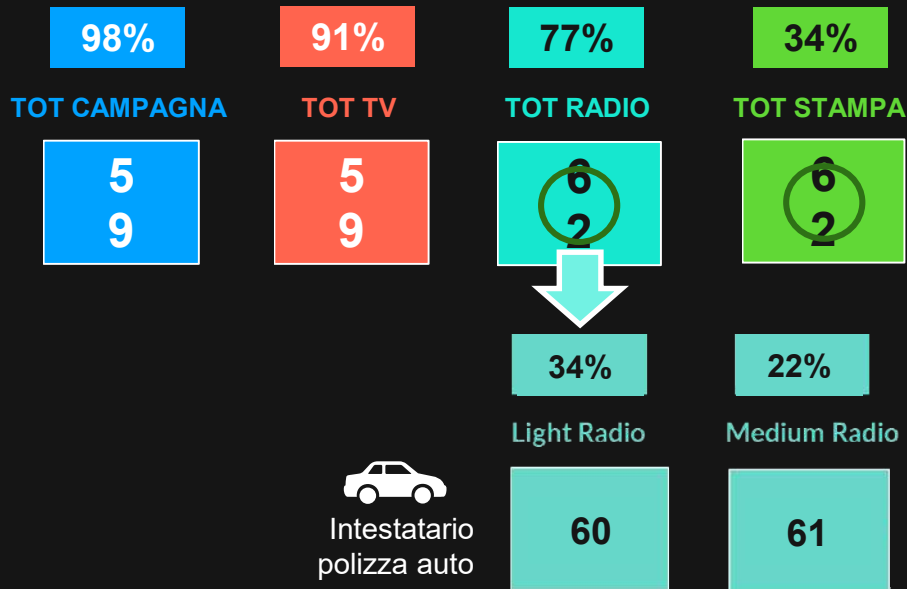 98% 91% 77% 34%
TOT CAMPAGNA TOT TV TOT RADIO TOT STAMPA
5 5 6 6
9 9 2 2
34% 22%
Light Radio Medium Radio
Intestatario
polizza auto
60 61